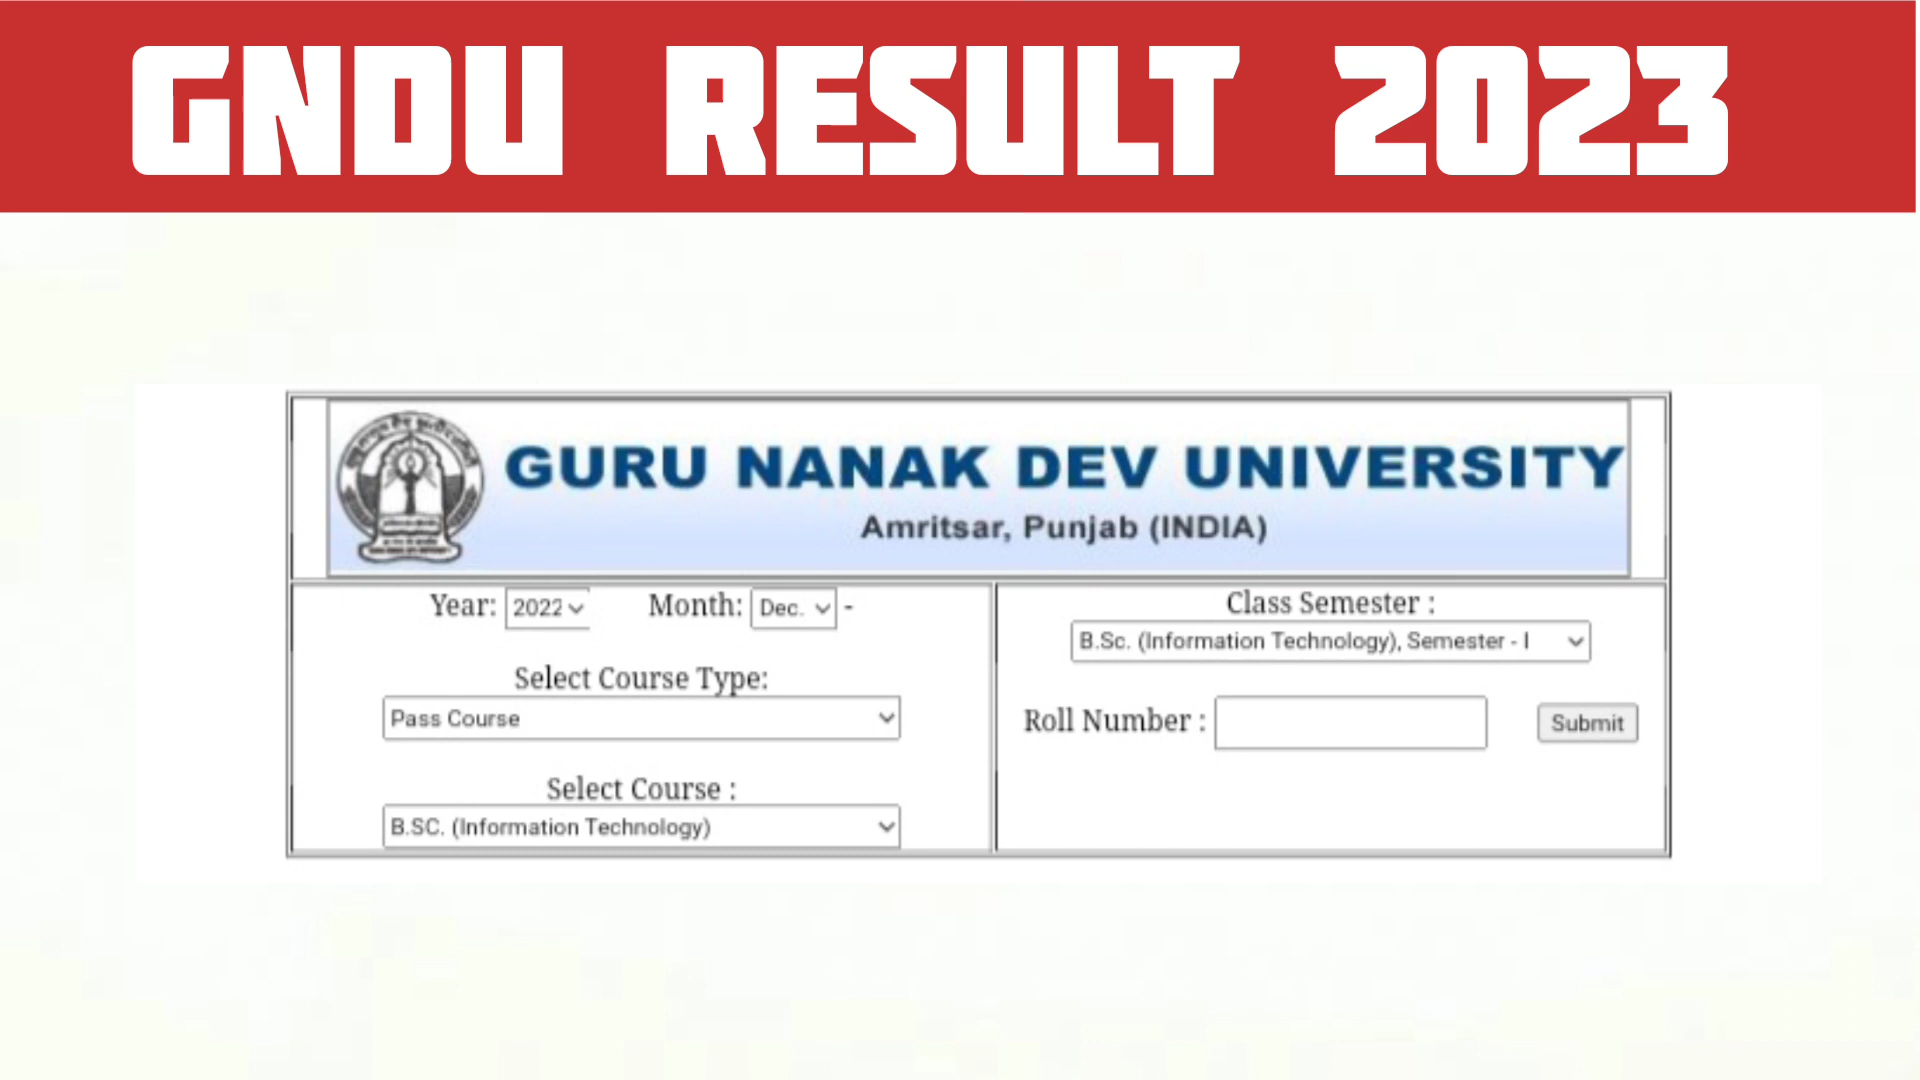 GNDU RESULT 2023
GURU NANAK DEV UNIVERSITY
Amritsar, Punjab (INDIA)
Year: 2022 Month: Dec. -
Select Course Type:
Pass Course
Select Course :
B.SC. (Information Technology)
Class Semester :
B.Sc. (Information Technology), Semester - I
Roll Number : Submit